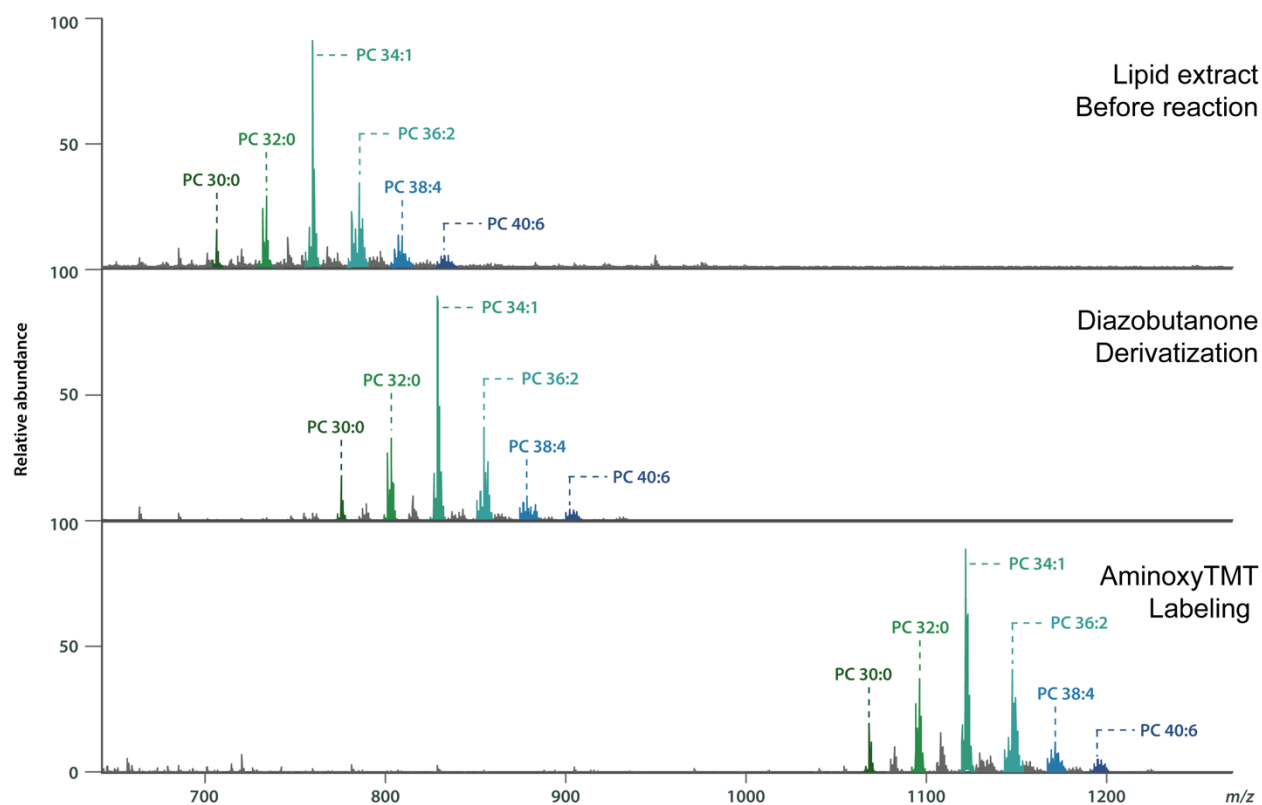 100
50
PC 34:1
PC 32:0
PC 36:2
PC 30:0
PC 38:4
PC 40:6
Lipid extract
Before reaction
100
50
PC 34:1
PC 32:0
PC 36:2
PC 30:0
PC 38:4
PC 40:6
Diazobutanone
Derivatization
Relative abundance
100
50
0
PC 34:1
PC 32:0
PC 36:2
PC 30:0
PC 38:4
PC 40:6
AminoxyTMT
Labeling
700
800
900
1000
1100
1200
m/z